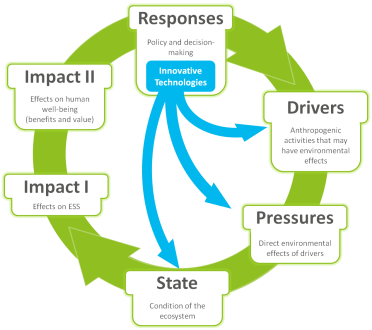 Responses
Policy and decision-
making
Innovative
Technologies
Drivers
Anthropogenic
activities that may
have environmental
effects
Pressures
Direct environmental
effects of drivers
State
Condition of the
ecosystem
Impact I
Effects on ESS
Impact II
Effects on human
well-being
(benefits and value)